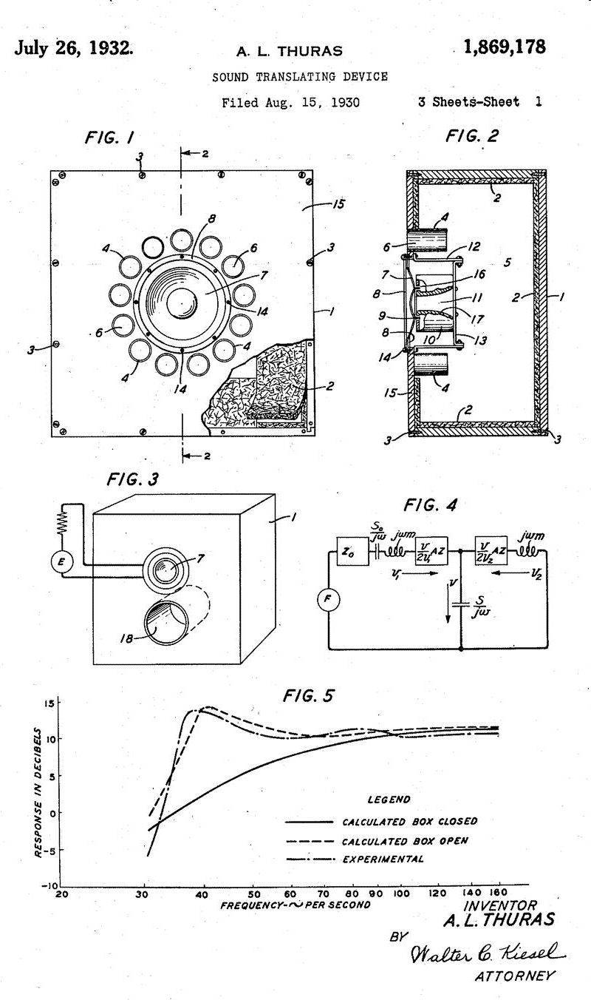 July 26, 1932.
A. L. THURAS
1,869,178
SOUND TRANSLATING DEVICE
Filed Aug. 15, 1930
3 Sheets-Sheet 1
FIG. 1
3
2
15
8
4
6
3
7
14
1
6
3
4
4
14
2
2
FIG. 2
2
4
6
12
5
7
16
8
11
2
1
9
17
8
10
13
14
4
15
2
3
3
FIG. 3
1
E
7
18
FIG. 4
S₀/jω
jωm
Z₀
v/2v₁ AZ
v/2v₂ AZ
jωm
v₁
v₂
v
F
S/jω
FIG. 5
RESPONSE IN DECIBELS
15
10
5
0
-5
-10
LEGEND
CALCULATED BOX CLOSED
CALCULATED BOX OPEN
EXPERIMENTAL
20 30 40 50 60 70 80 90 100 120 140 160
FREQUENCY-~PER SECOND
INVENTOR
A. L. THURAS
BY
Walter C. Kiesel
ATTORNEY